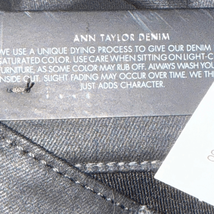 ANN TAYLOR DENIM
WE USE A UNIQUE DYING PROCESS TO GIVE OUR DENIM
SATURATED COLOR. USE CARE WHEN SITTING ON LIGHT-C
FURNITURE, AS SOME COLOR MAY RUB OFF. ALWAYS WASH YOU
INSIDE OUT. SLIGHT FADING MAY OCCUR OVER TIME. WE TH
JUST ADDS CHARACTER.